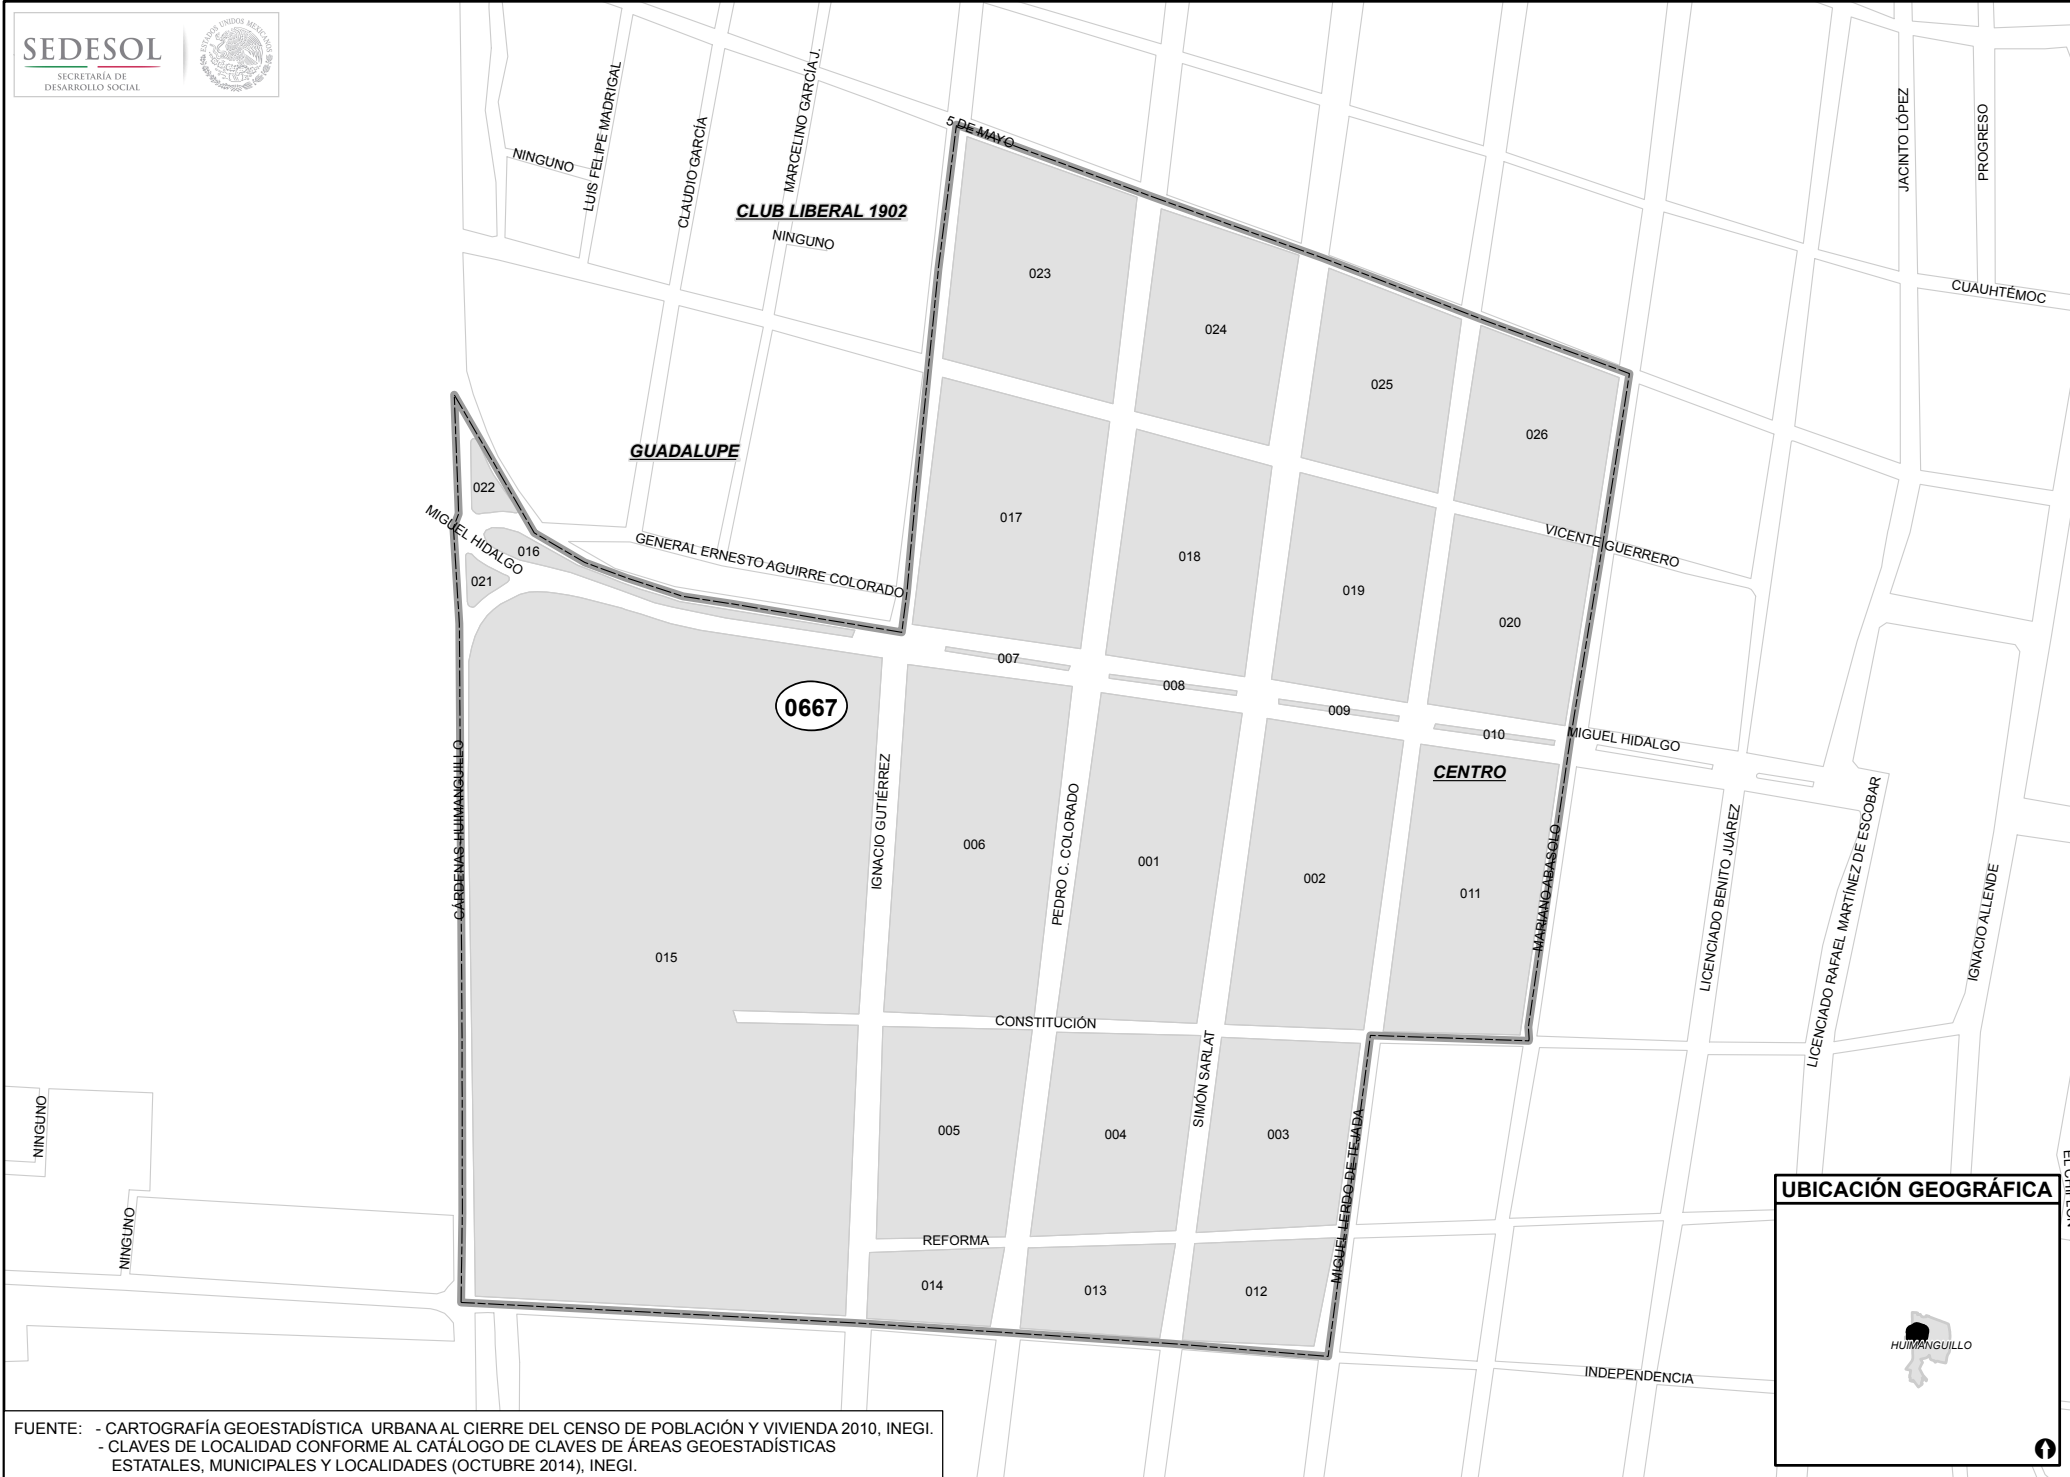 SEDESOL
SECRETARÍA DE
DESARROLLO SOCIAL
ESTADOS UNIDOS MEXICANOS
LUIS FELIPE MADRIGAL
CLAUDIO GARCÍA
MARCELINO GARCÍA J.
5 DE MAYO
JACINTO LÓPEZ
PROGRESO
NINGUNO
CLUB LIBERAL 1902
NINGUNO
023
CUAUHTÉMOC
024
025
026
GUADALUPE
022
MIGUEL HIDALGO
016
021
GENERAL ERNESTO AGUIRRE COLORADO
017
018
019
020
VICENTE GUERRERO
007
008
009
010
MIGUEL HIDALGO
0667
CENTRO
CÁRDENAS HUIMANGUILLO
IGNACIO GUTIÉRREZ
PEDRO C. COLORADO
006
001
002
011
MARIANO ABASOLO
LICENCIADO BENITO JUÁREZ
LICENCIADO RAFAEL MARTÍNEZ DE ESCOBAR
IGNACIO ALLENDE
015
CONSTITUCIÓN
SIMÓN SARLAT
NINGUNO
005
004
003
MIGUEL LERDO DE TEJADA
NINGUNO
REFORMA
014
013
012
INDEPENDENCIA
UBICACIÓN GEOGRÁFICA
HUIMANGUILLO
FUENTE: - CARTOGRAFÍA GEOESTADÍSTICA URBANA AL CIERRE DEL CENSO DE POBLACIÓN Y VIVIENDA 2010, INEGI.
- CLAVES DE LOCALIDAD CONFORME AL CATÁLOGO DE CLAVES DE ÁREAS GEOESTADÍSTICAS
ESTATALES, MUNICIPALES Y LOCALIDADES (OCTUBRE 2014), INEGI.